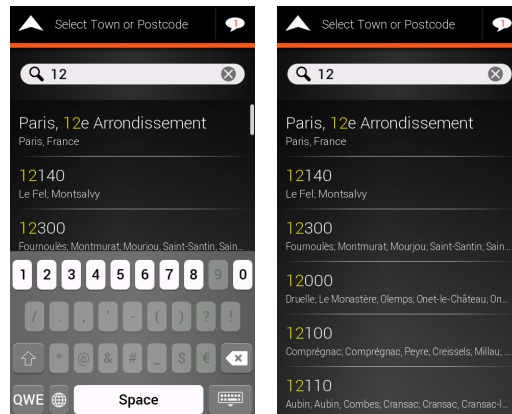 Select Town or Postcode
1
12
Paris, 12e Arrondissement
Paris, France
12140
Le Fel; Montsalvy
12300
Fournoulès; Montmurat; Mourjou; Saint-Santin; Sain...
1 2 3 4 5 6 7 8 9 0
/ . , ' - ( ) ? !
* @ & # _ $ €
QWE Space
Select Town or Postcode
1
12
Paris, 12e Arrondissement
Paris, France
12140
Le Fel; Montsalvy
12300
Fournoulès; Montmurat; Mourjou; Saint-Santin; Sain...
12000
Druelle; Le Monastère; Olemps; Onet-le-Château; On...
12100
Comprégnac; Comprégnac, Peyre; Creissels; Millau; ...
12110
Aubin; Aubin, Combes; Cransac; Cransac, Cransac-l...